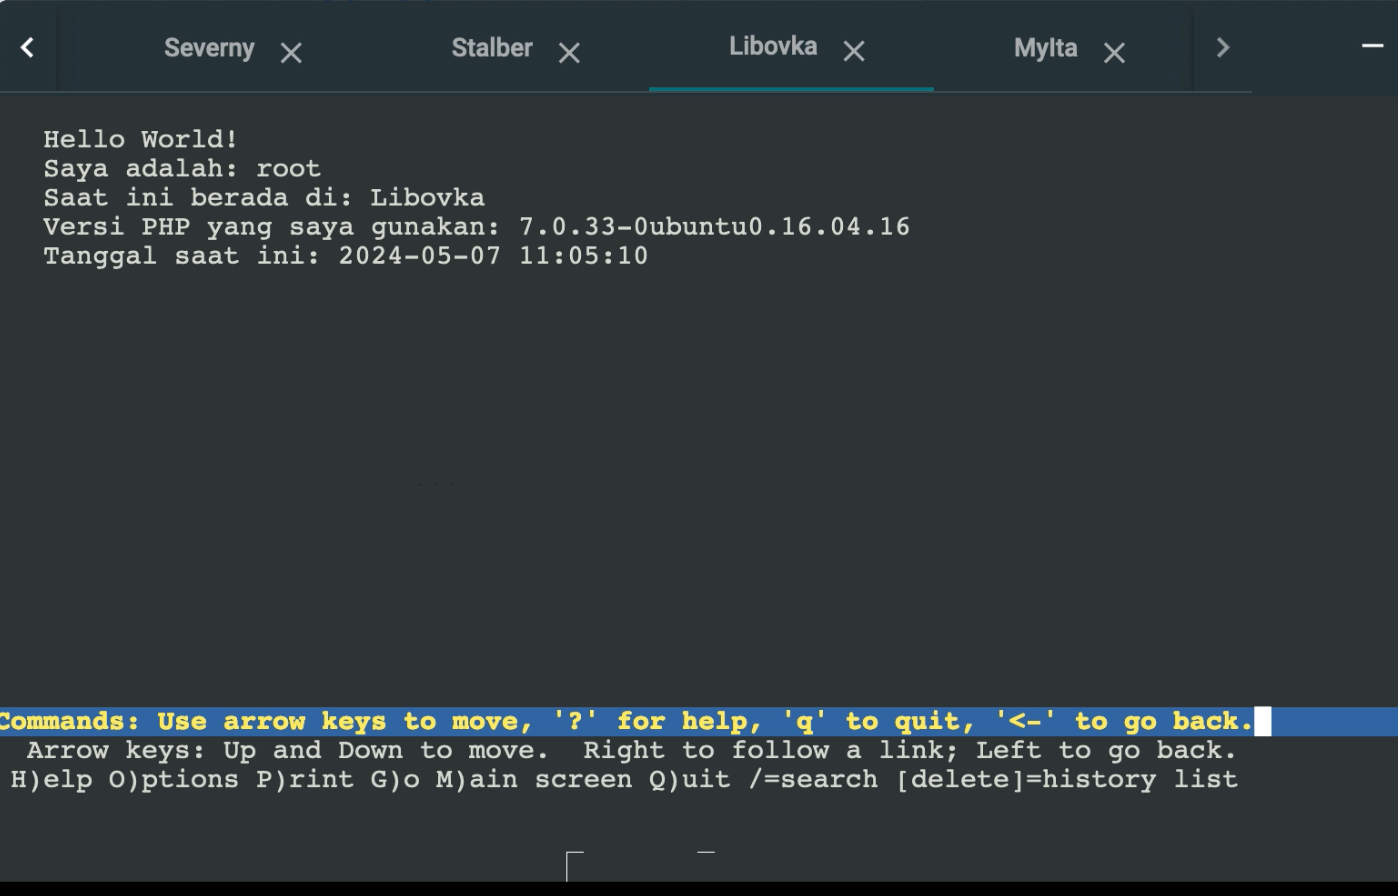 Severny Stalber Libovka Mylta
Hello World!
Saya adalah: root
Saat ini berada di: Libovka
Versi PHP yang saya gunakan: 7.0.33-0ubuntu0.16.04.16
Tanggal saat ini: 2024-05-07 11:05:10
Commands: Use arrow keys to move, '?' for help, 'q' to quit, '<-' to go back.
Arrow keys: Up and Down to move.  Right to follow a link; Left to go back.
H)elp O)ptions P)rint G)o M)ain screen Q)uit /=search [delete]=history list